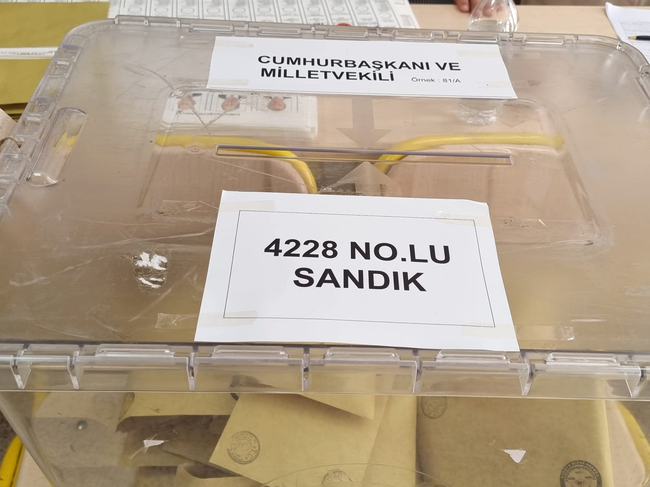 CUMHURBAŞKANI VE
MİLLETVEKİLİ Örnek : 81/A
4228 NO.LU
SANDIK